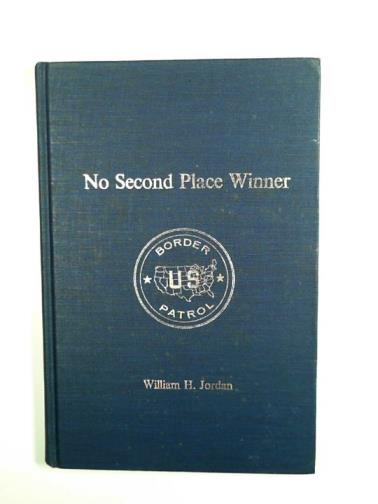 No Second Place Winner
BORDER
US
PATROL
William H. Jordan